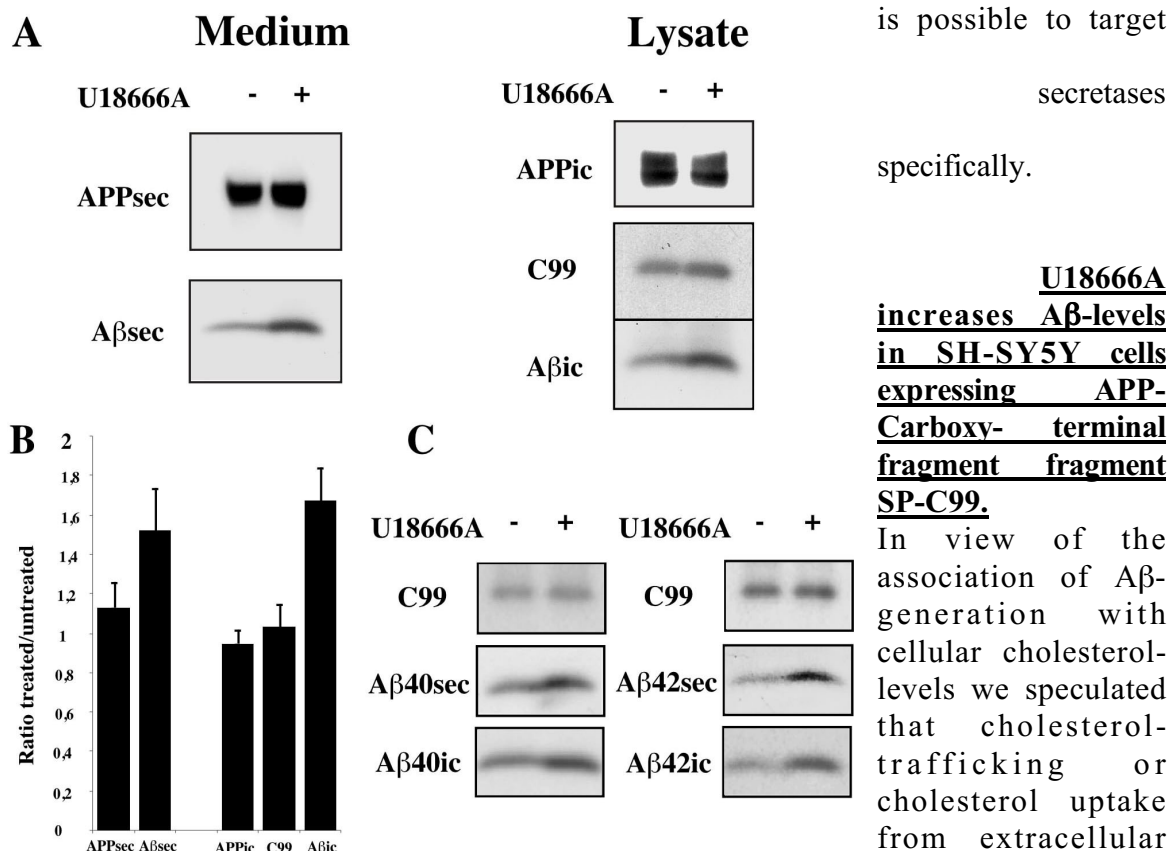 A
Medium
U18666A - +
APPsec
Aβsec
Lysate
U18666A - +
APPic
C99
Aβic
B
Ratio treated/untreated
2
1,8
1,6
1,4
1,2
1
0,8
0,6
0,4
0,2
0
APPsec Aβsec APPic C99 Aβic
C
U18666A - +
C99
Aβ40sec
Aβ40ic
U18666A - +
C99
Aβ42sec
Aβ42ic
is possible to target
secretases
specifically.
U18666A
increases Aβ-levels
in SH-SY5Y cells
expressing APP-
Carboxy- terminal
fragment fragment
SP-C99.
In view of the
association of Aβ-
generation with
cellular cholesterol-
levels we speculated
that cholesterol-
trafficking or
cholesterol uptake
from extracellular